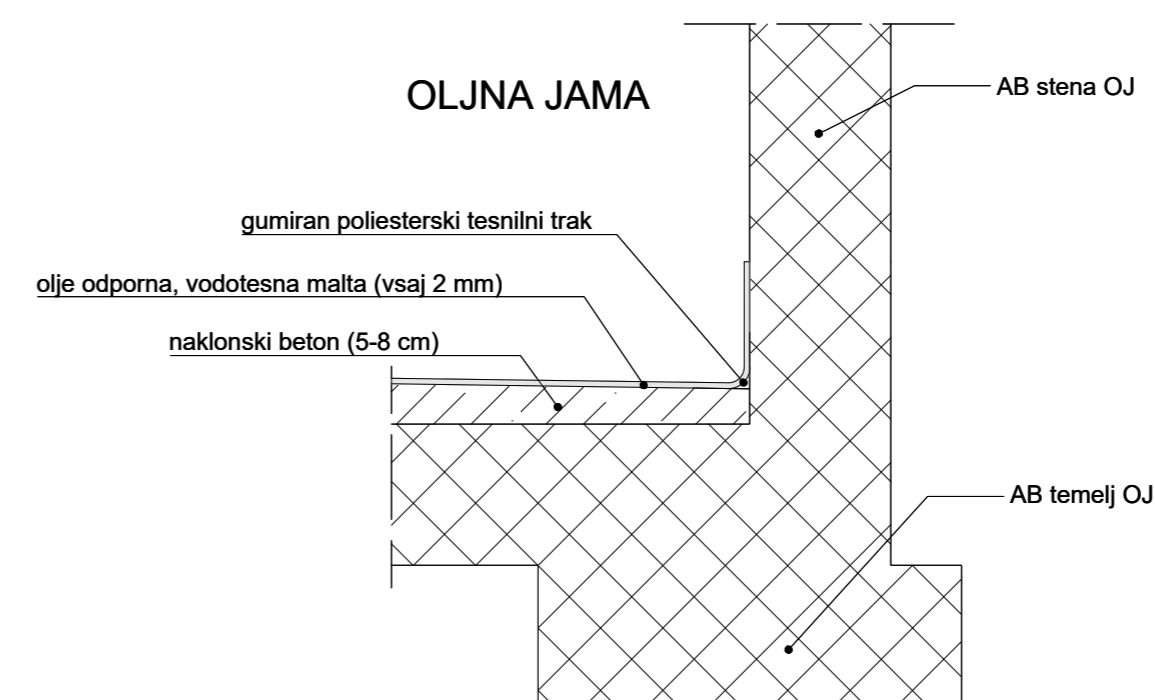 OLJNA JAMA
AB stena OJ
gumiran poliesterski tesnilni trak
olje odporna, vodotesna malta (vsaj 2 mm)
naklonski beton (5-8 cm)
AB temelj OJ